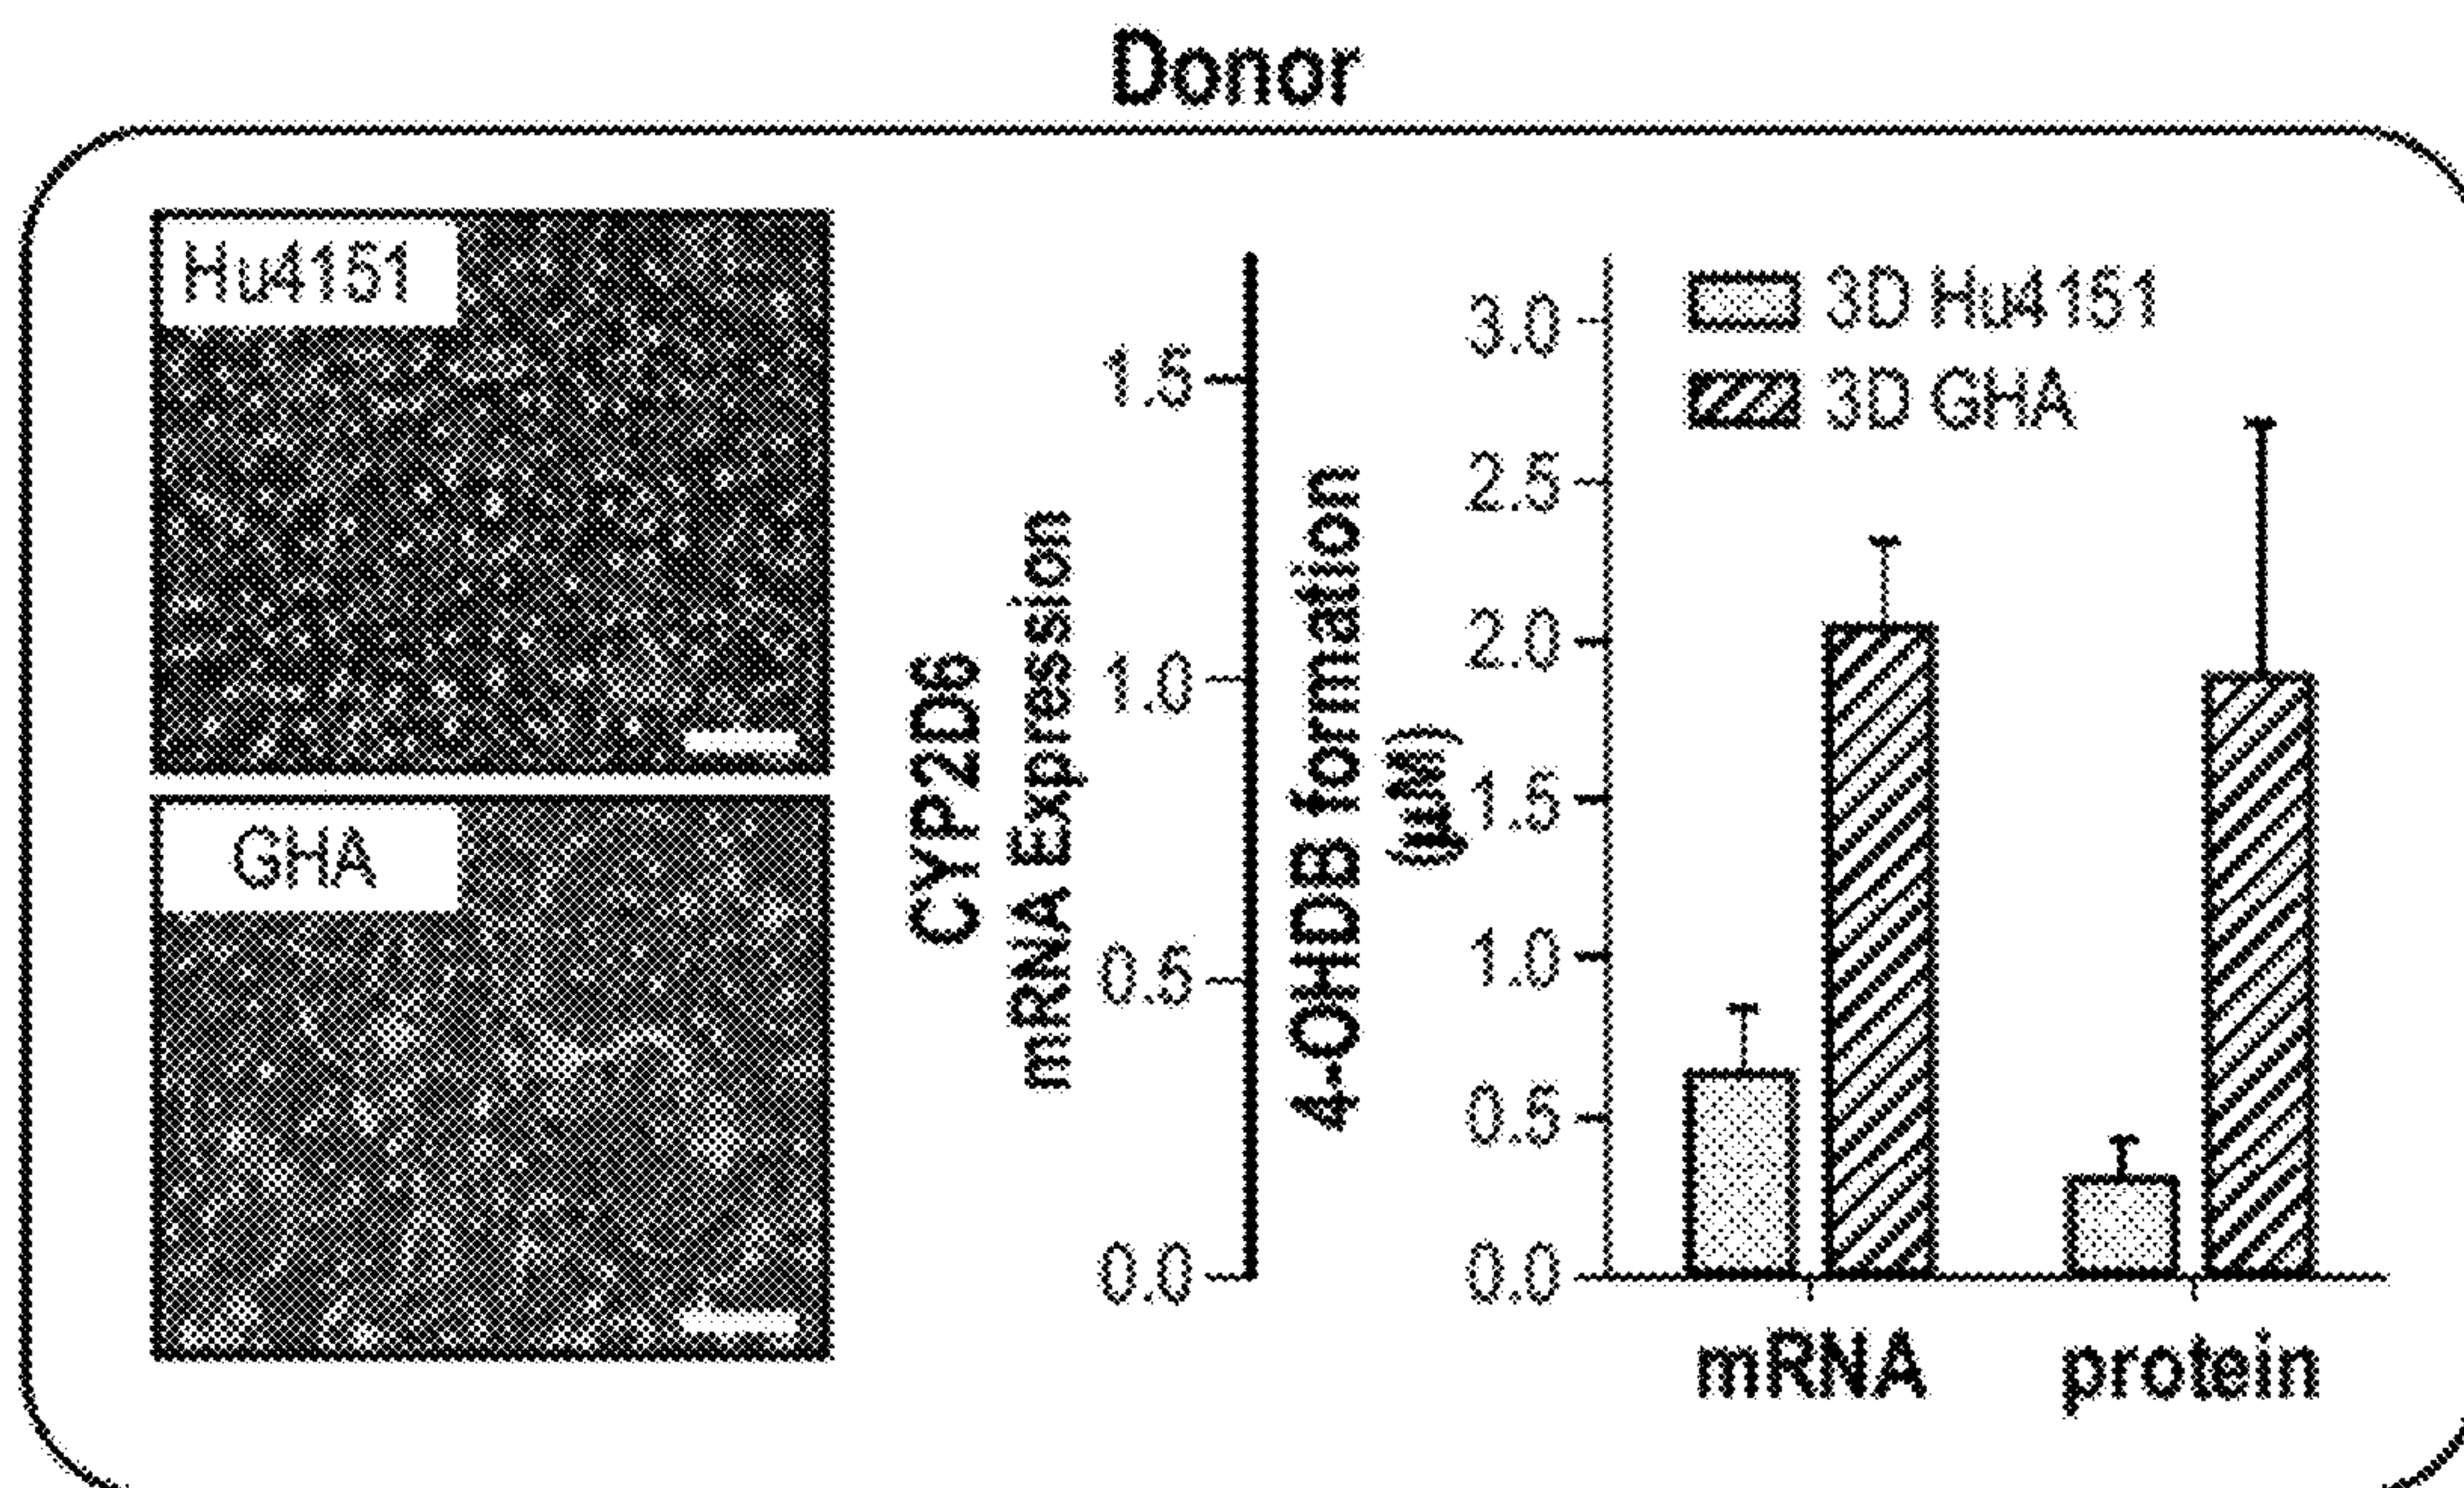 Donor
Hu4151
GHA
CYP2D6
mRNA Expression
1.5
1.0
0.5
0.0
4-OHDB formation
(µM)
3.0
2.5
2.0
1.5
1.0
0.5
0.0
3D Hu4151
3D GHA
mRNA
protein